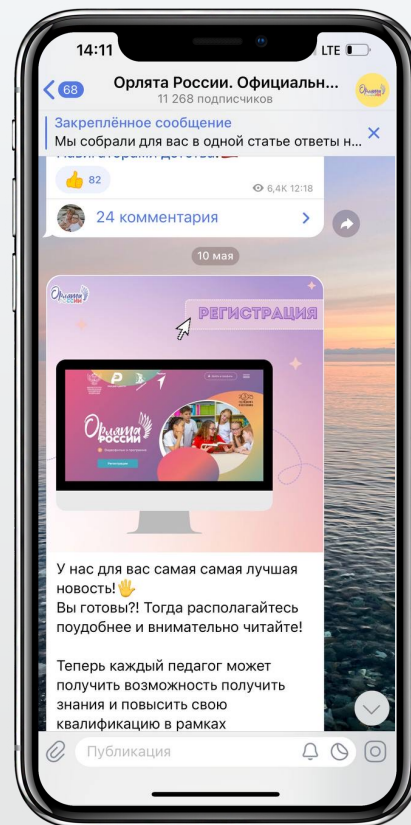 14:11
LTE
68
Орлята России. Официальн...
11 268 подписчиков
Закреплённое сообщение
Мы собрали для вас в одной статье ответы н...
82
6,4K 12:18
24 комментария
10 мая
Орлята
России
РЕГИСТРАЦИЯ
Орлята
РОССИИ
Регистрация
У нас для вас самая самая лучшая
новость!🖐
Вы готовы?! Тогда располагайтесь
поудобнее и внимательно читайте!
Теперь каждый педагог может
получить возможность получить
знания и повысить свою
квалификацию в рамках
Публикация